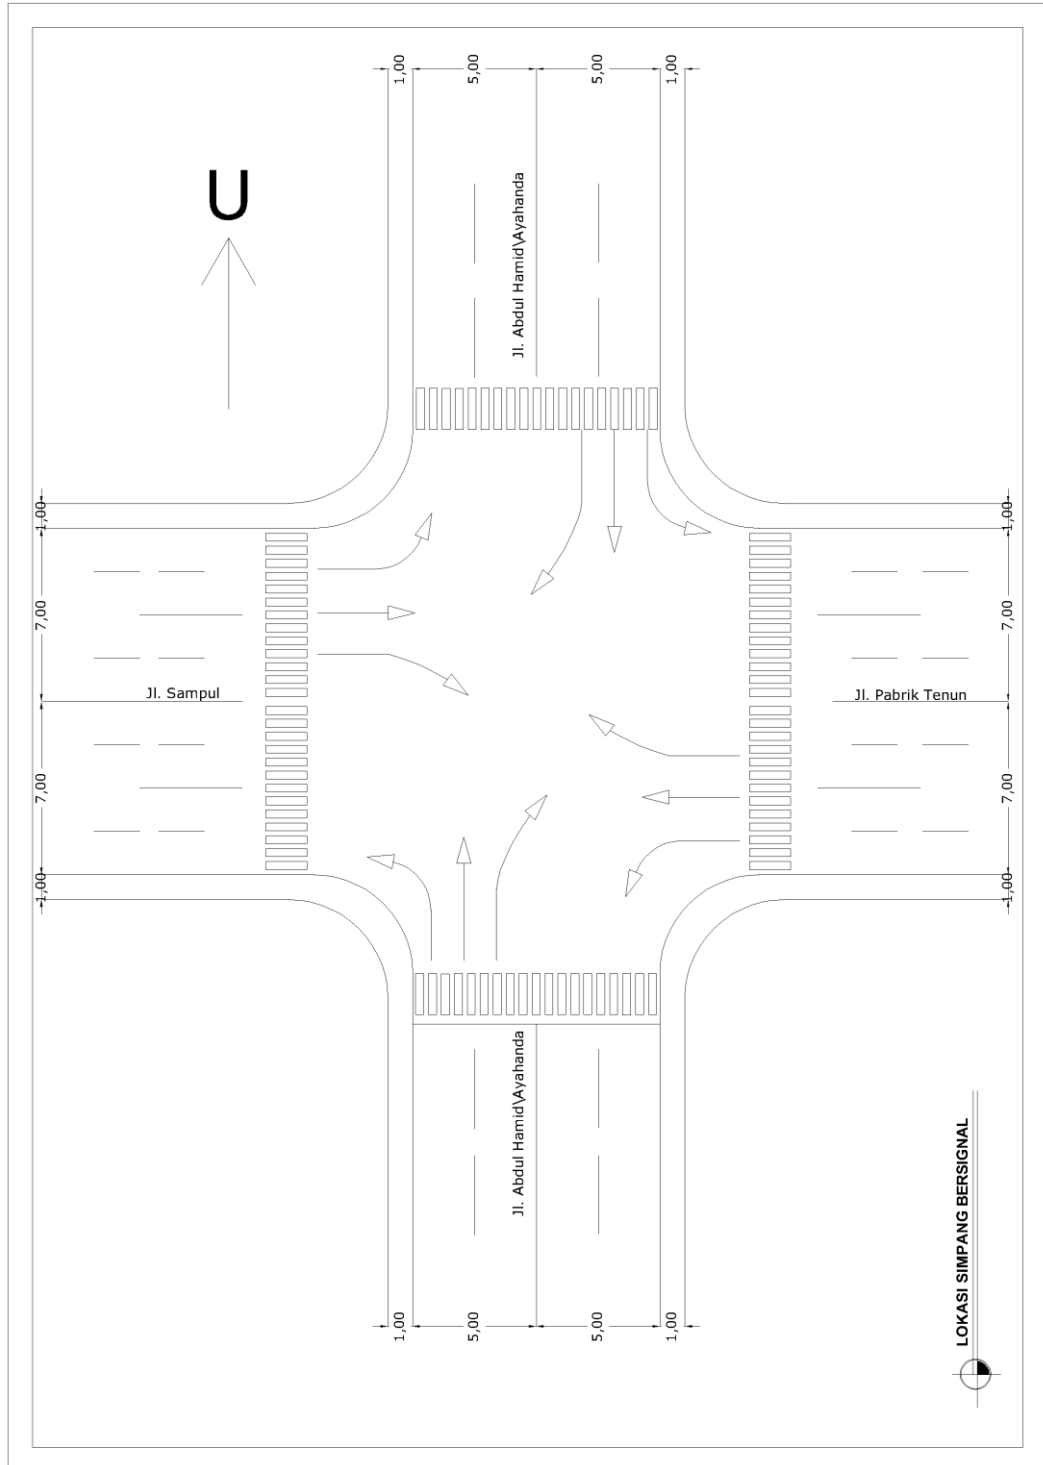 1,00
5,00
5,00
1,00
U
Jl. Abdul Hamid\Ayahanda
1,00
1,00
7,00
7,00
Jl. Sampul
Jl. Pabrik Tenun
7,00
7,00
1,00
1,00
Jl. Abdul Hamid\Ayahanda
LOKASI SIMPANG BERSIGNAL
1,00
5,00
5,00
1,00